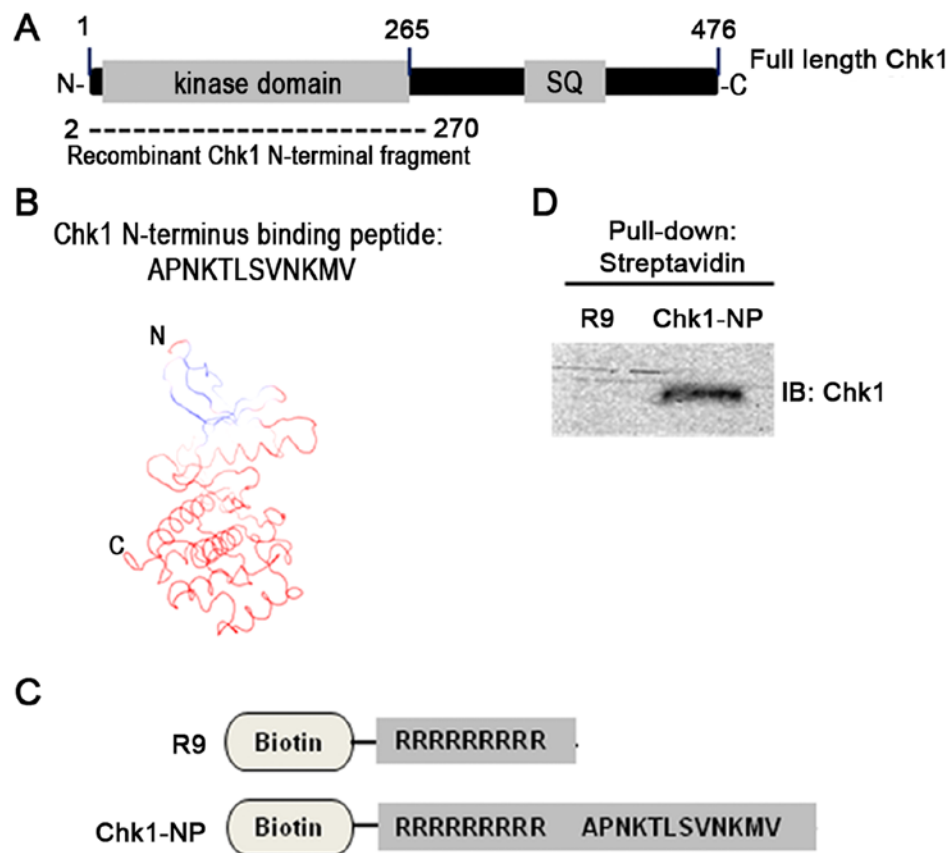 A
1 265 476
N- kinase domain SQ -C Full length Chk1
2 270
Recombinant Chk1 N-terminal fragment
B
Chk1 N-terminus binding peptide:
APNKTLSVNKMV
N
C
D
Pull-down:
Streptavidin
R9 Chk1-NP
IB: Chk1
C
R9 Biotin RRRRRRRRR
Chk1-NP Biotin RRRRRRRRR APNKTLSVNKMV